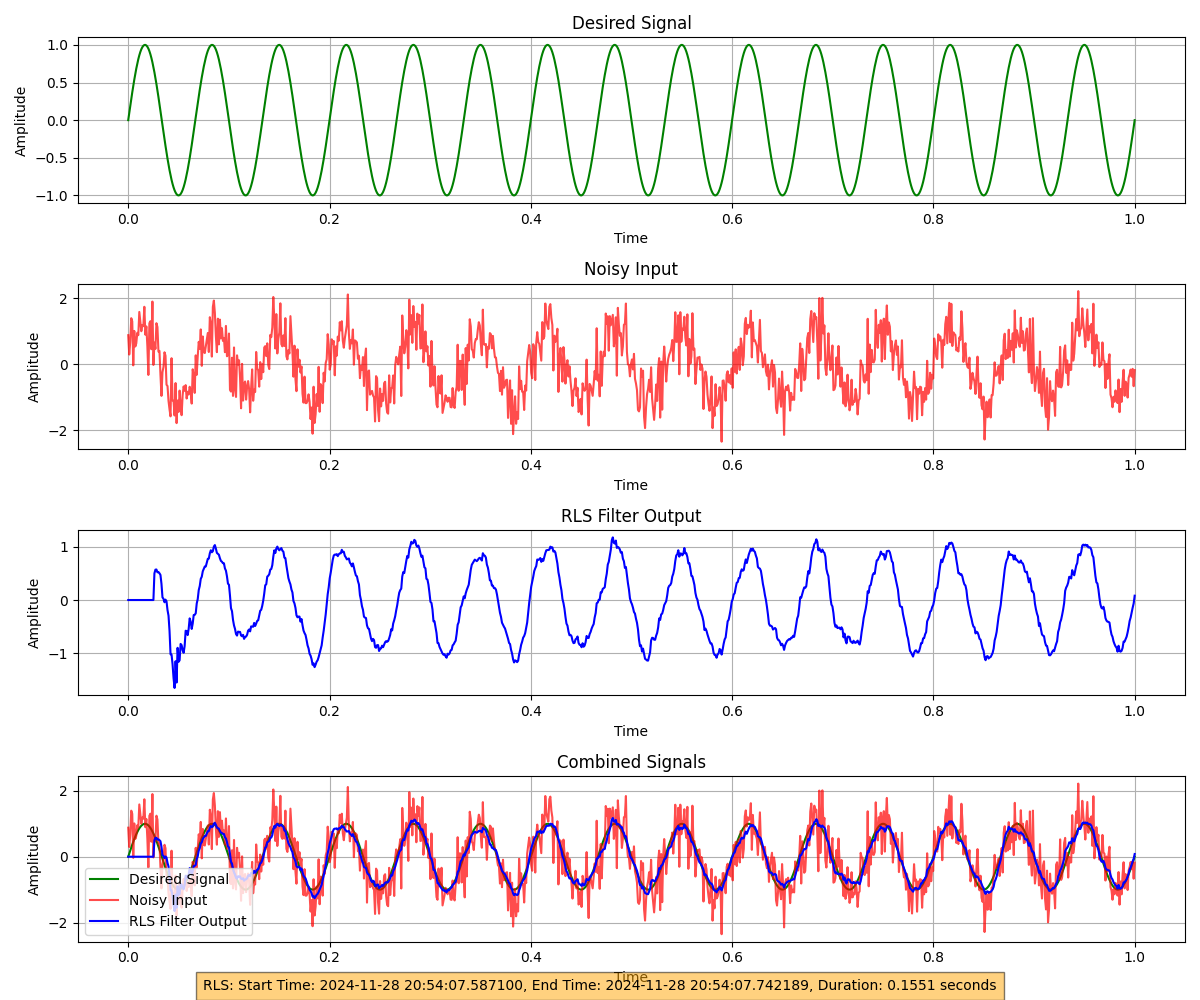 Desired Signal
1.0
0.5
0.0
−0.5
−1.0
Amplitude
0.0 0.2 0.4 0.6 0.8 1.0
Time
Noisy Input
2
0
−2
Amplitude
0.0 0.2 0.4 0.6 0.8 1.0
Time
RLS Filter Output
1
0
−1
Amplitude
0.0 0.2 0.4 0.6 0.8 1.0
Time
Combined Signals
2
0
−2
Amplitude
Desired Signal
Noisy Input
RLS Filter Output
0.0 0.2 0.4 0.6 0.8 1.0
Time
RLS: Start Time: 2024-11-28 20:54:07.587100, End Time: 2024-11-28 20:54:07.742189, Duration: 0.1551 seconds